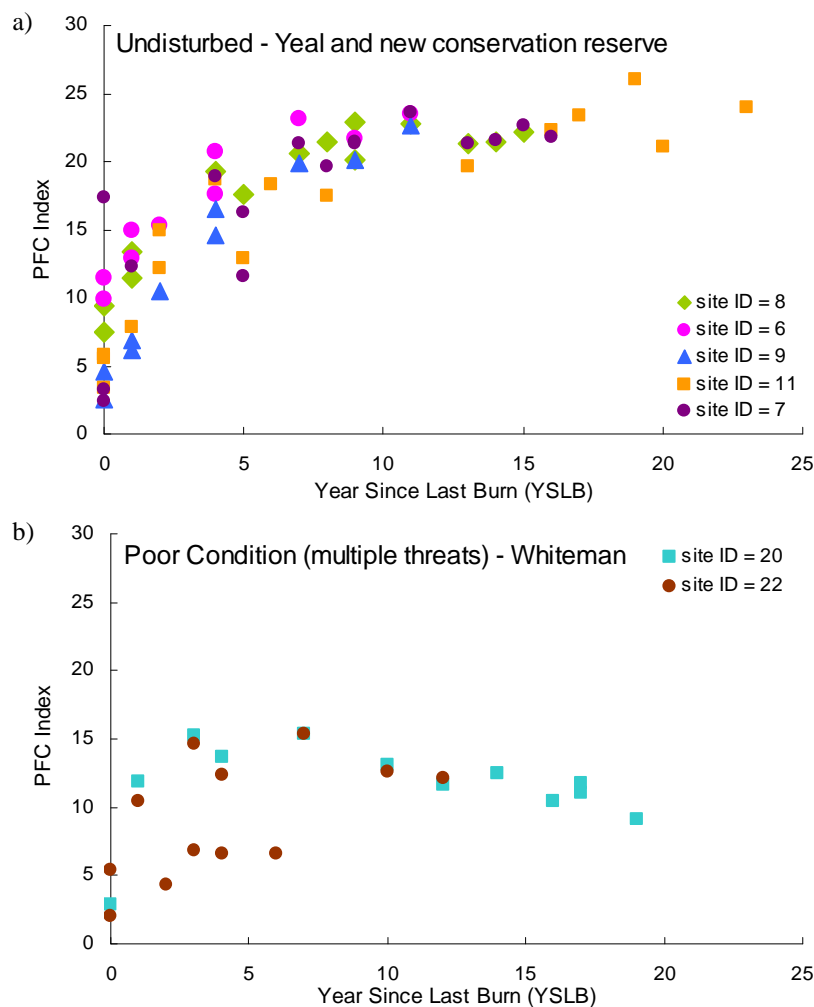 a)
Undisturbed - Yeal and new conservation reserve
30
25
20
15
10
5
0
PFC Index
site ID = 8
site ID = 6
site ID = 9
site ID = 11
site ID = 7
0 5 10 15 20 25
Year Since Last Burn (YSLB)
b)
Poor Condition (multiple threats) - Whiteman
site ID = 20
site ID = 22
30
25
20
15
10
5
0
PFC Index
0 5 10 15 20 25
Year Since Last Burn (YSLB)